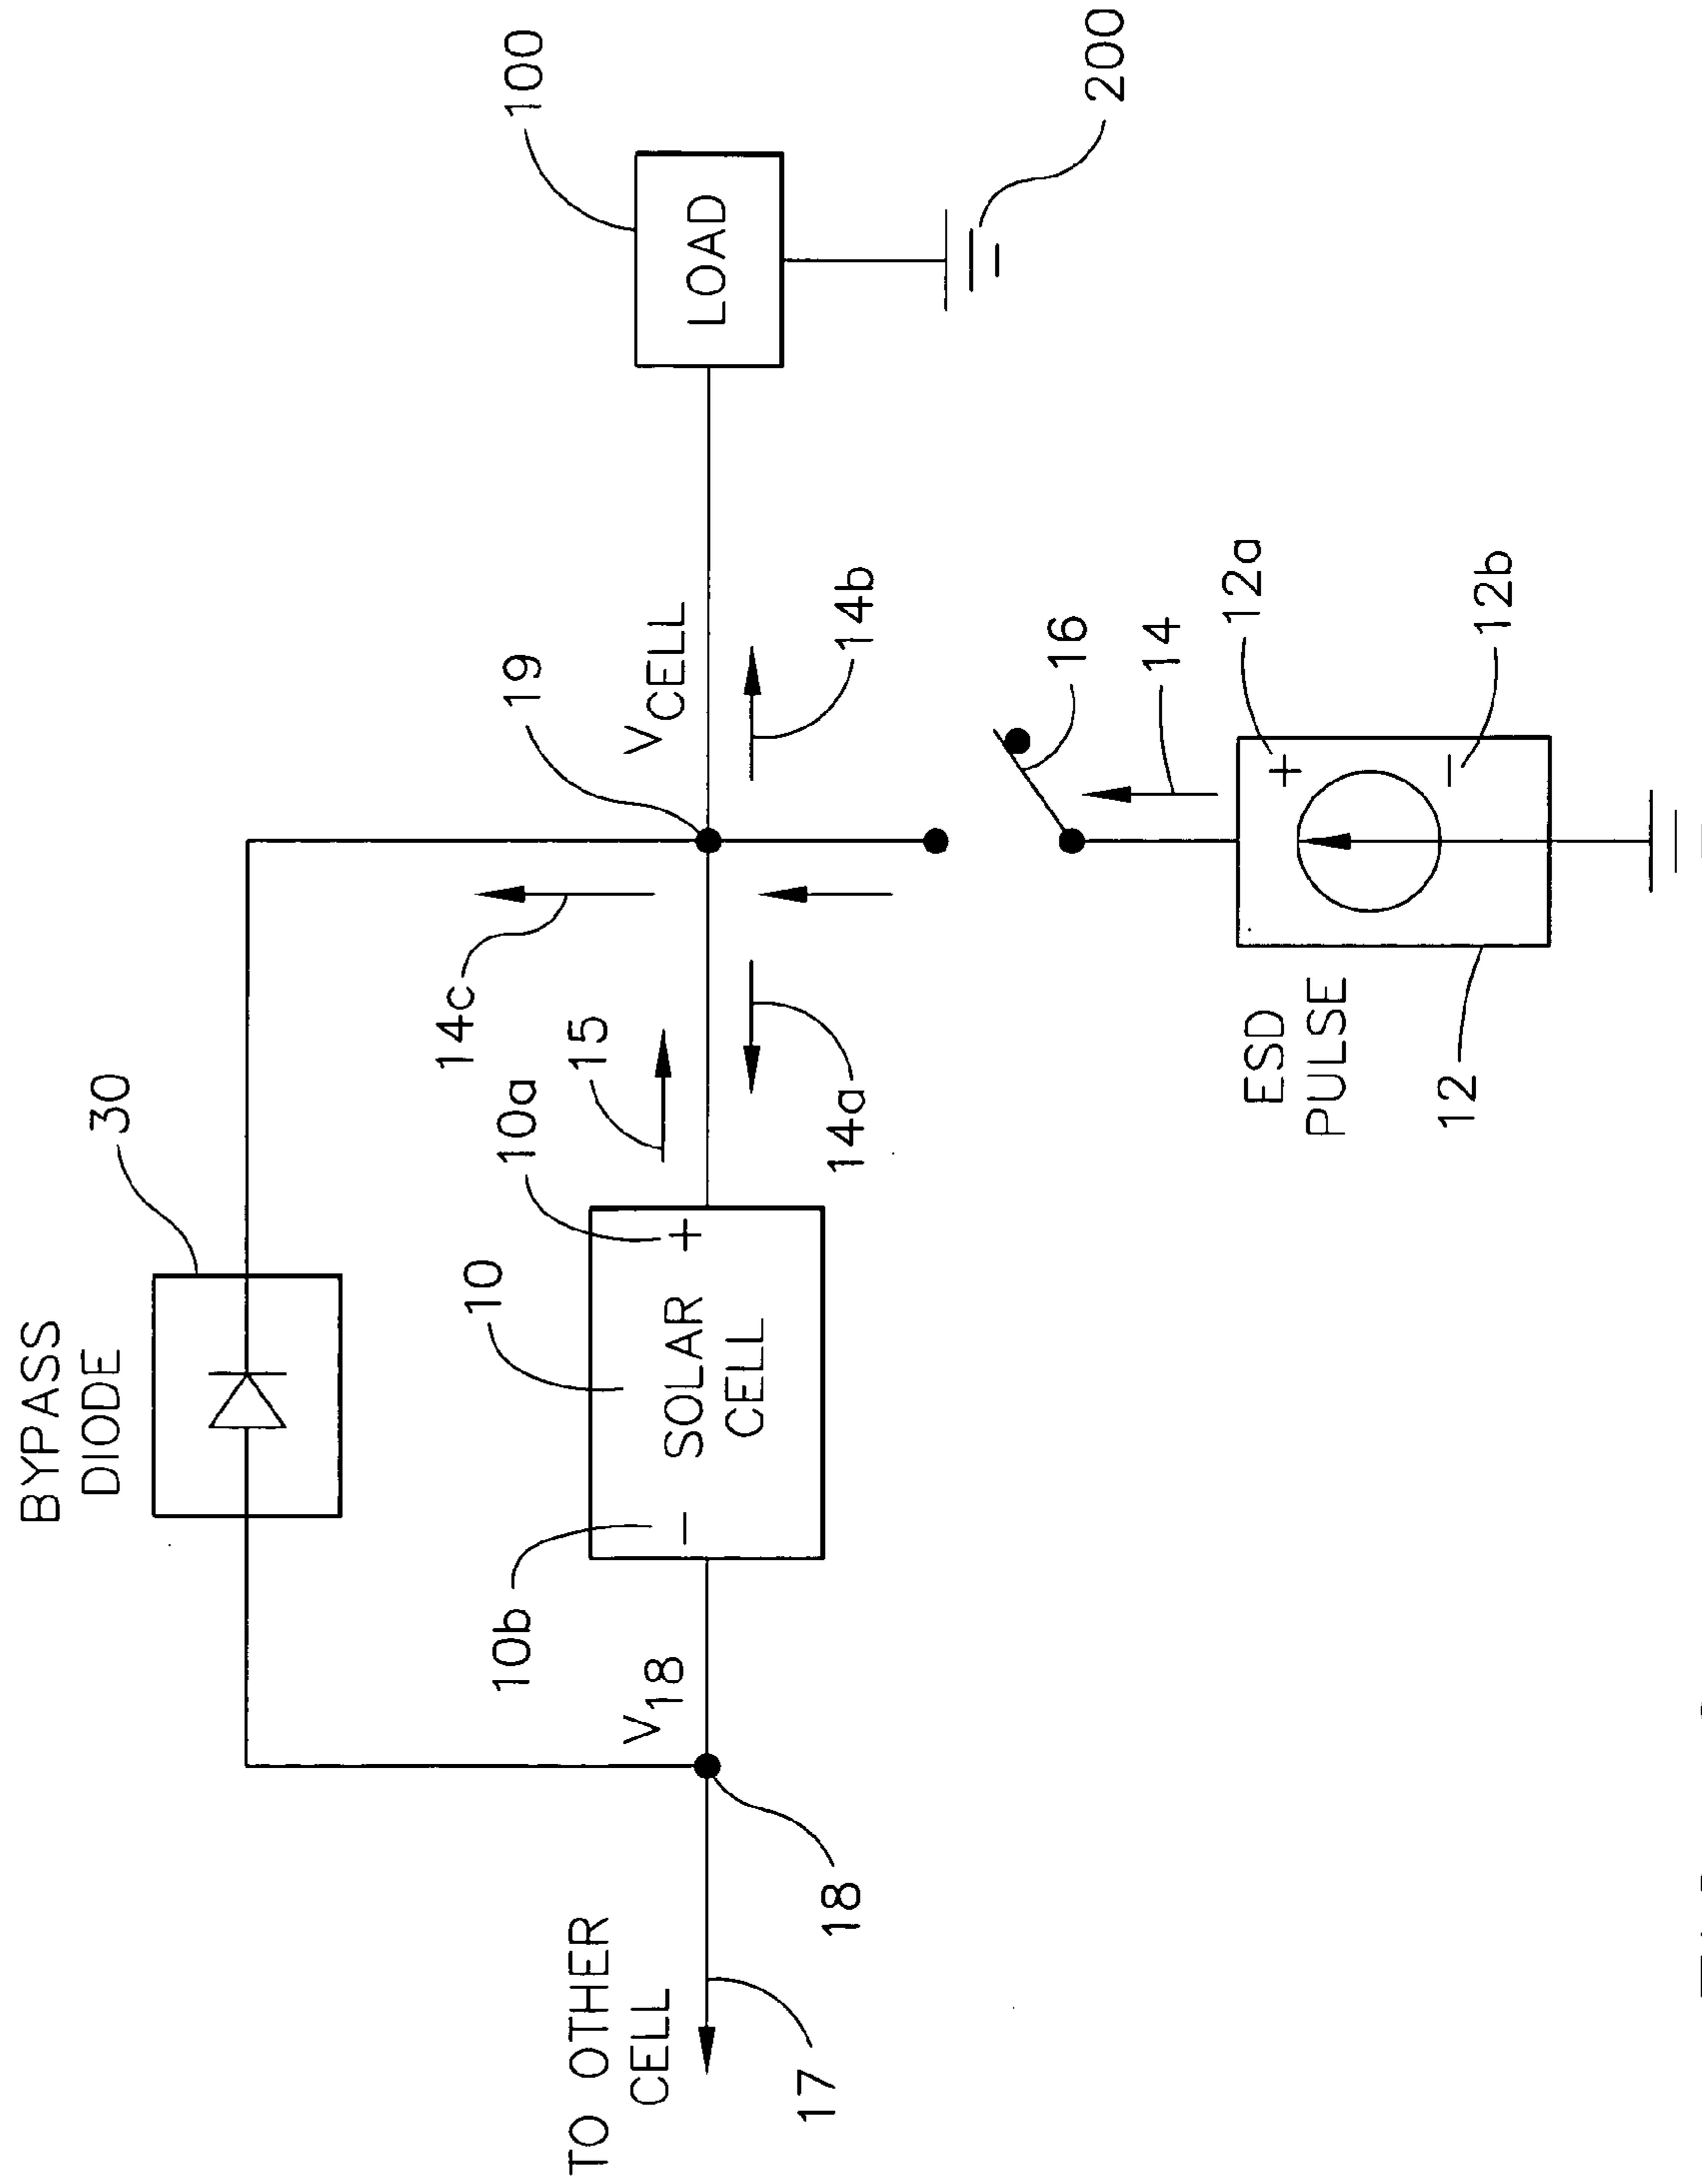 BYPASS
DIODE
30
14c
19
VCELL
100
LOAD
200
14b
15
10a
10
+
SOLAR
CELL
−
10b
V18
TO OTHER
CELL
17
18
14a
16
14
12a
+
−
12b
ESD
PULSE
12